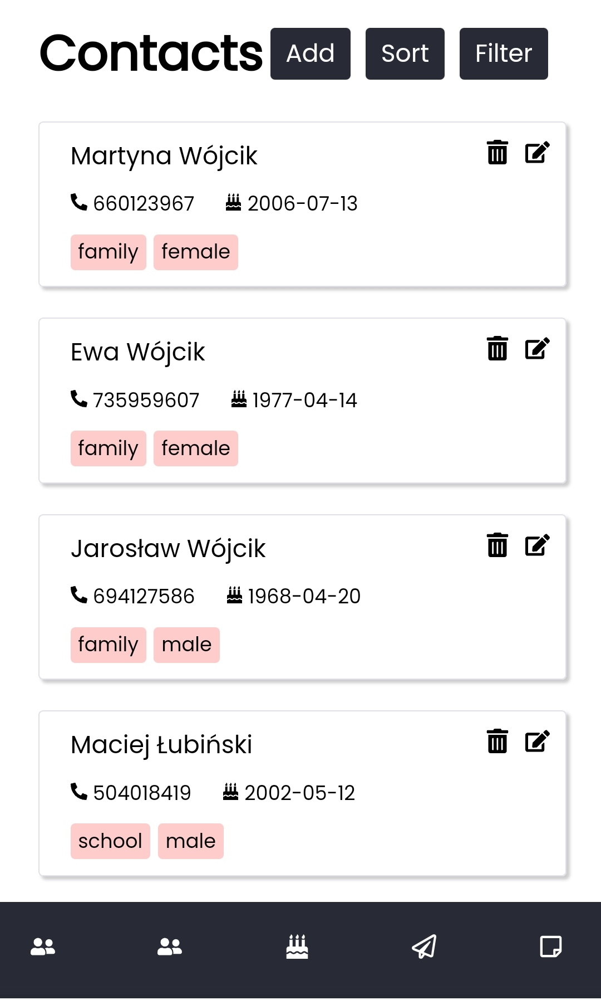 Contacts Add Sort Filter
Martyna Wójcik
660123967 2006-07-13
family female
Ewa Wójcik
735959607 1977-04-14
family female
Jarosław Wójcik
694127586 1968-04-20
family male
Maciej Łubiński
504018419 2002-05-12
school male